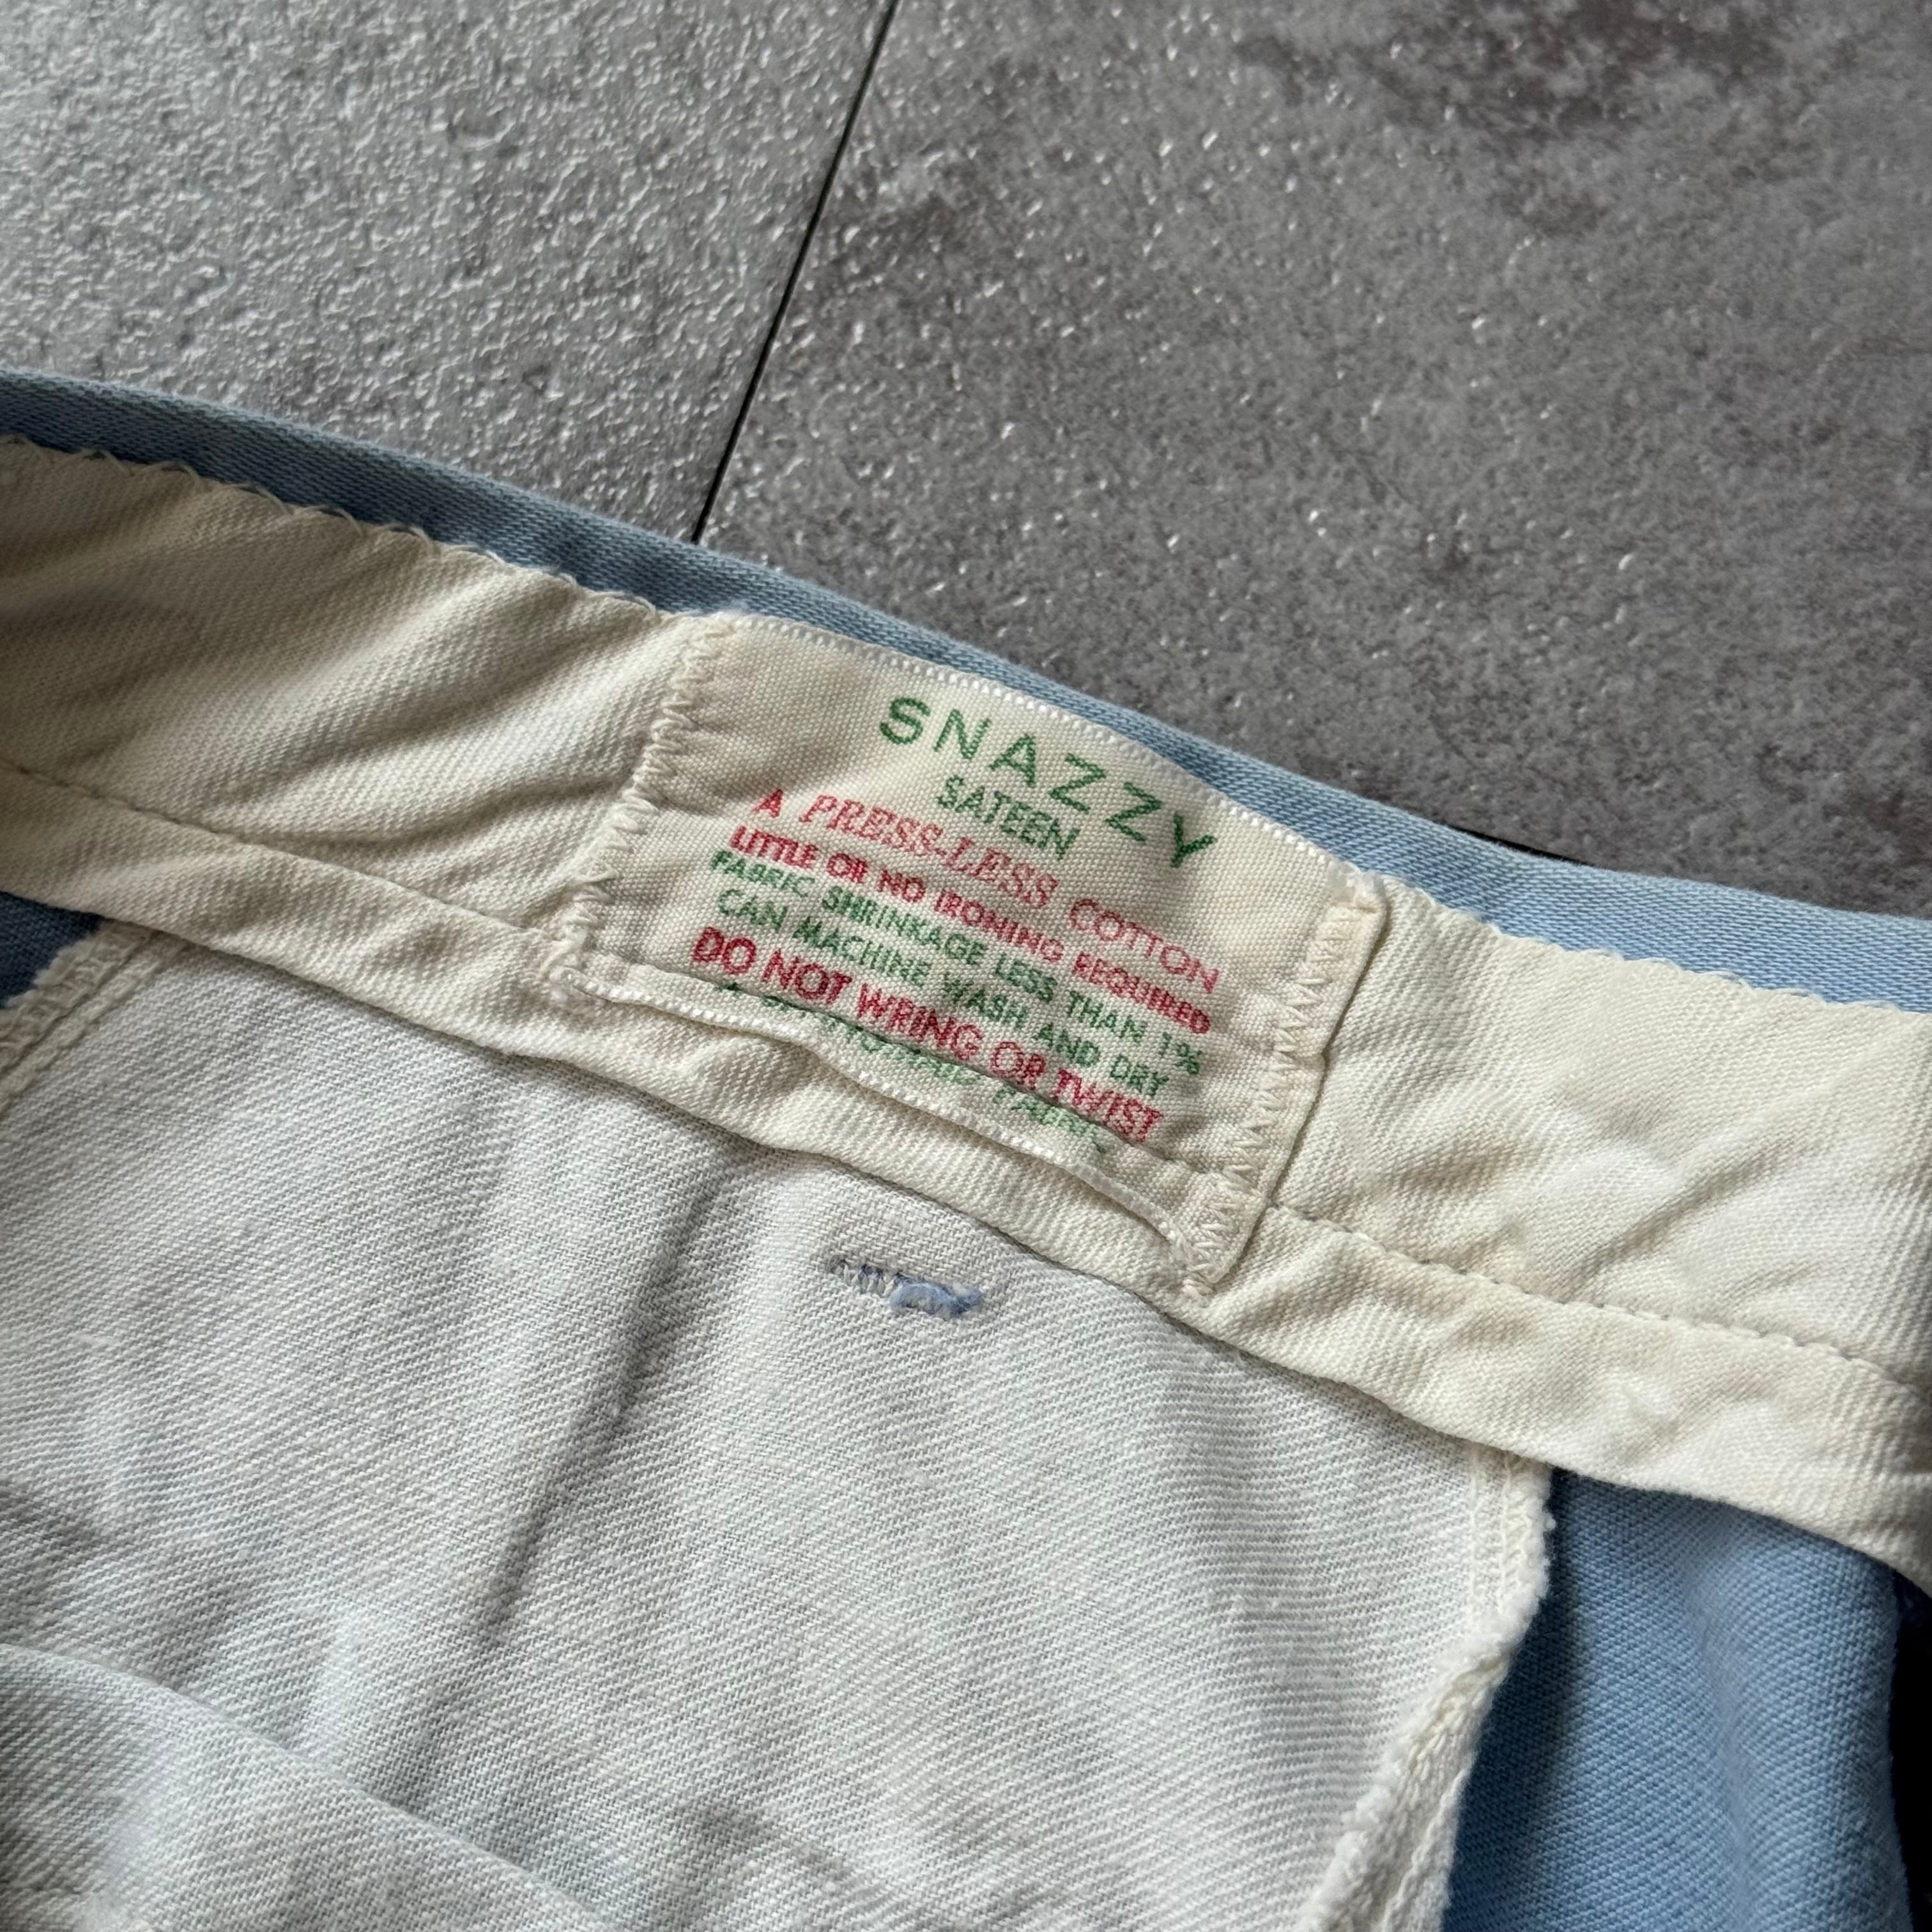 SNAZZY
SATEEN
A PRESS-LESS COTTON
LITTLE OR NO IRONING REQUIRED
FABRIC SHRINKAGE LESS THAN 1%
CAN MACHINE WASH AND DRY
DO NOT WRING OR TWIST